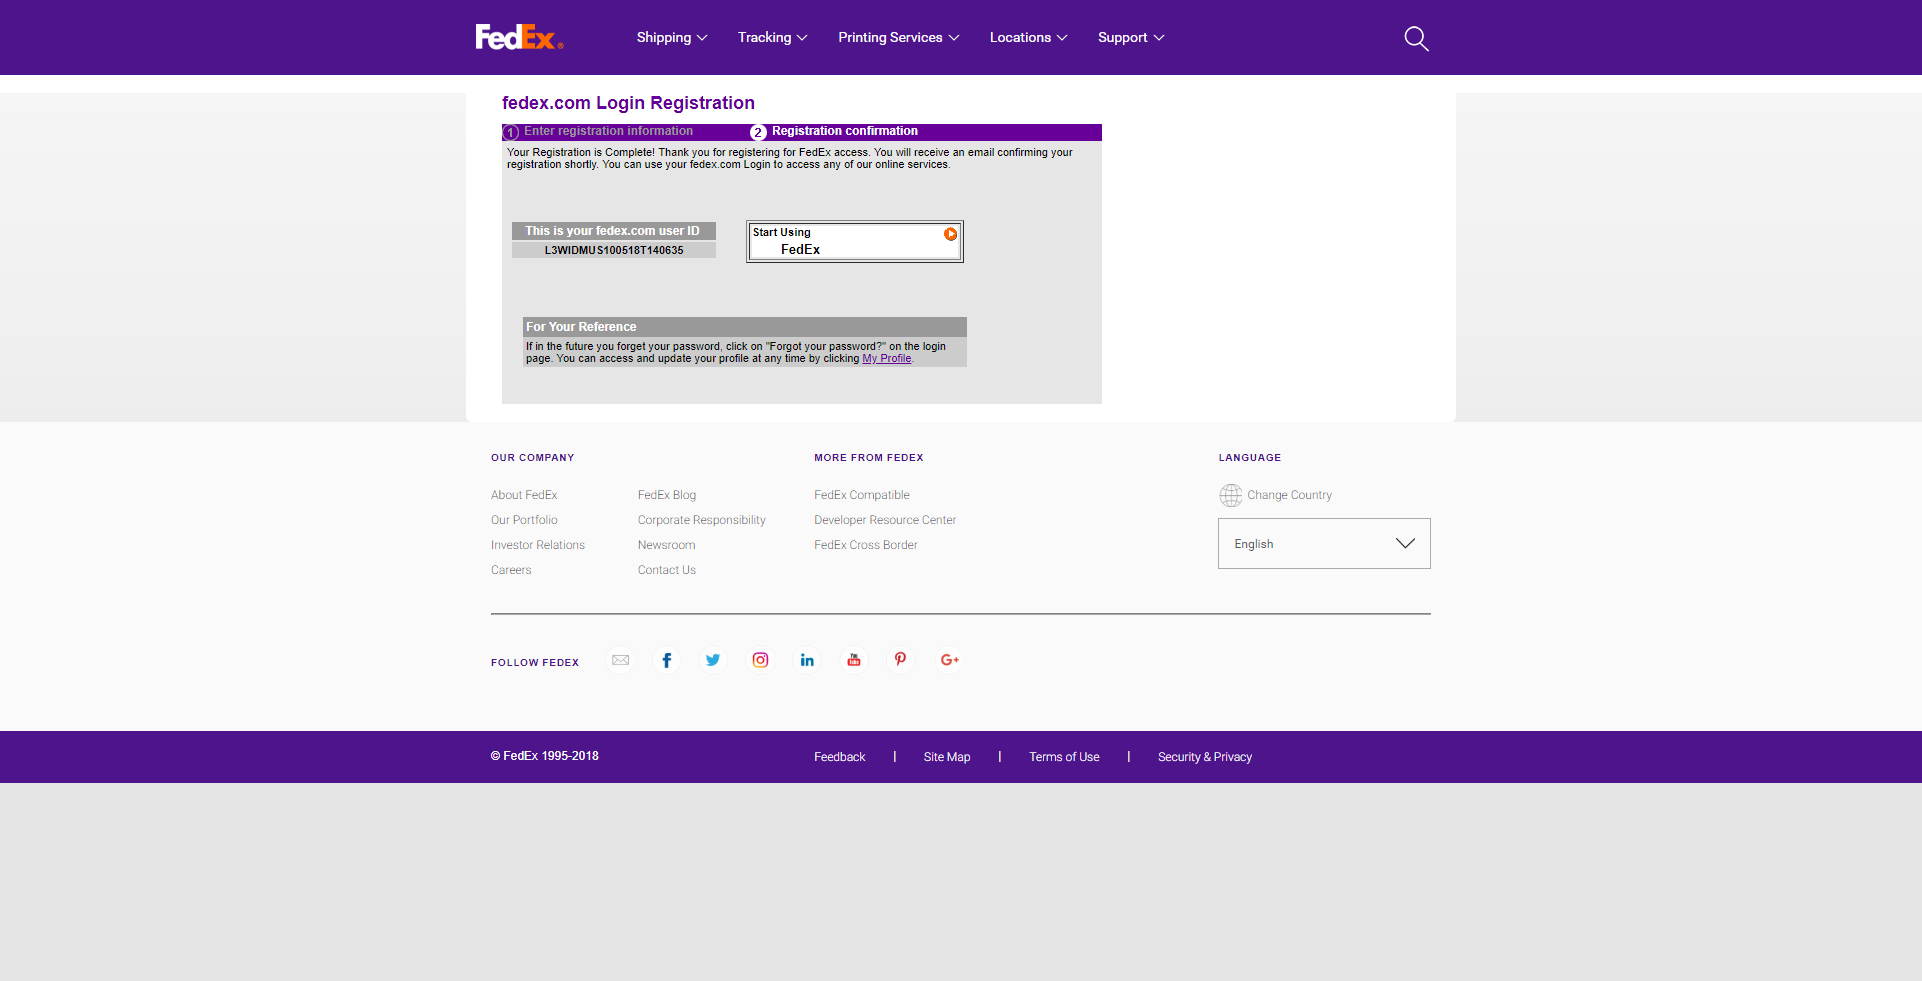 FedEx®
Shipping
Tracking
Printing Services
Locations
Support
fedex.com Login Registration
1 Enter registration information
2 Registration confirmation
Your Registration is Complete! Thank you for registering for FedEx access. You will receive an email confirming your
registration shortly. You can use your fedex.com Login to access any of our online services.
This is your fedex.com user ID
L3WIDMUS100518T140635
Start Using
FedEx
For Your Reference
If in the future you forget your password, click on "Forgot your password?" on the login
page. You can access and update your profile at any time by clicking My Profile.
OUR COMPANY
About FedEx
Our Portfolio
Investor Relations
Careers
FedEx Blog
Corporate Responsibility
Newsroom
Contact Us
MORE FROM FEDEX
FedEx Compatible
Developer Resource Center
FedEx Cross Border
LANGUAGE
Change Country
English
FOLLOW FEDEX
f
in
You Tube
G+
© FedEx 1995-2018
Feedback | Site Map | Terms of Use | Security & Privacy